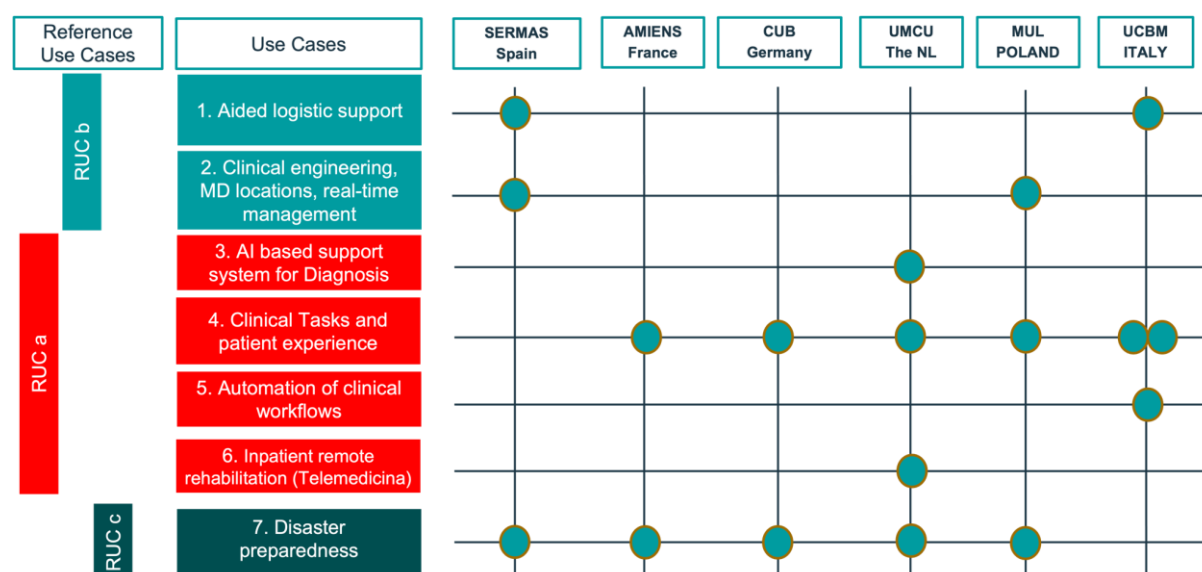 Reference
Use Cases
Use Cases
SERMAS
Spain
AMIENS
France
CUB
Germany
UMCU
The NL
MUL
POLAND
UCBM
ITALY
RUC b
1. Aided logistic support
2. Clinical engineering,
MD locations, real-time
management
RUC a
3. AI based support
system for Diagnosis
4. Clinical Tasks and
patient experience
5. Automation of clinical
workflows
6. Inpatient remote
rehabilitation (Telemedicina)
RUC c
7. Disaster
preparedness